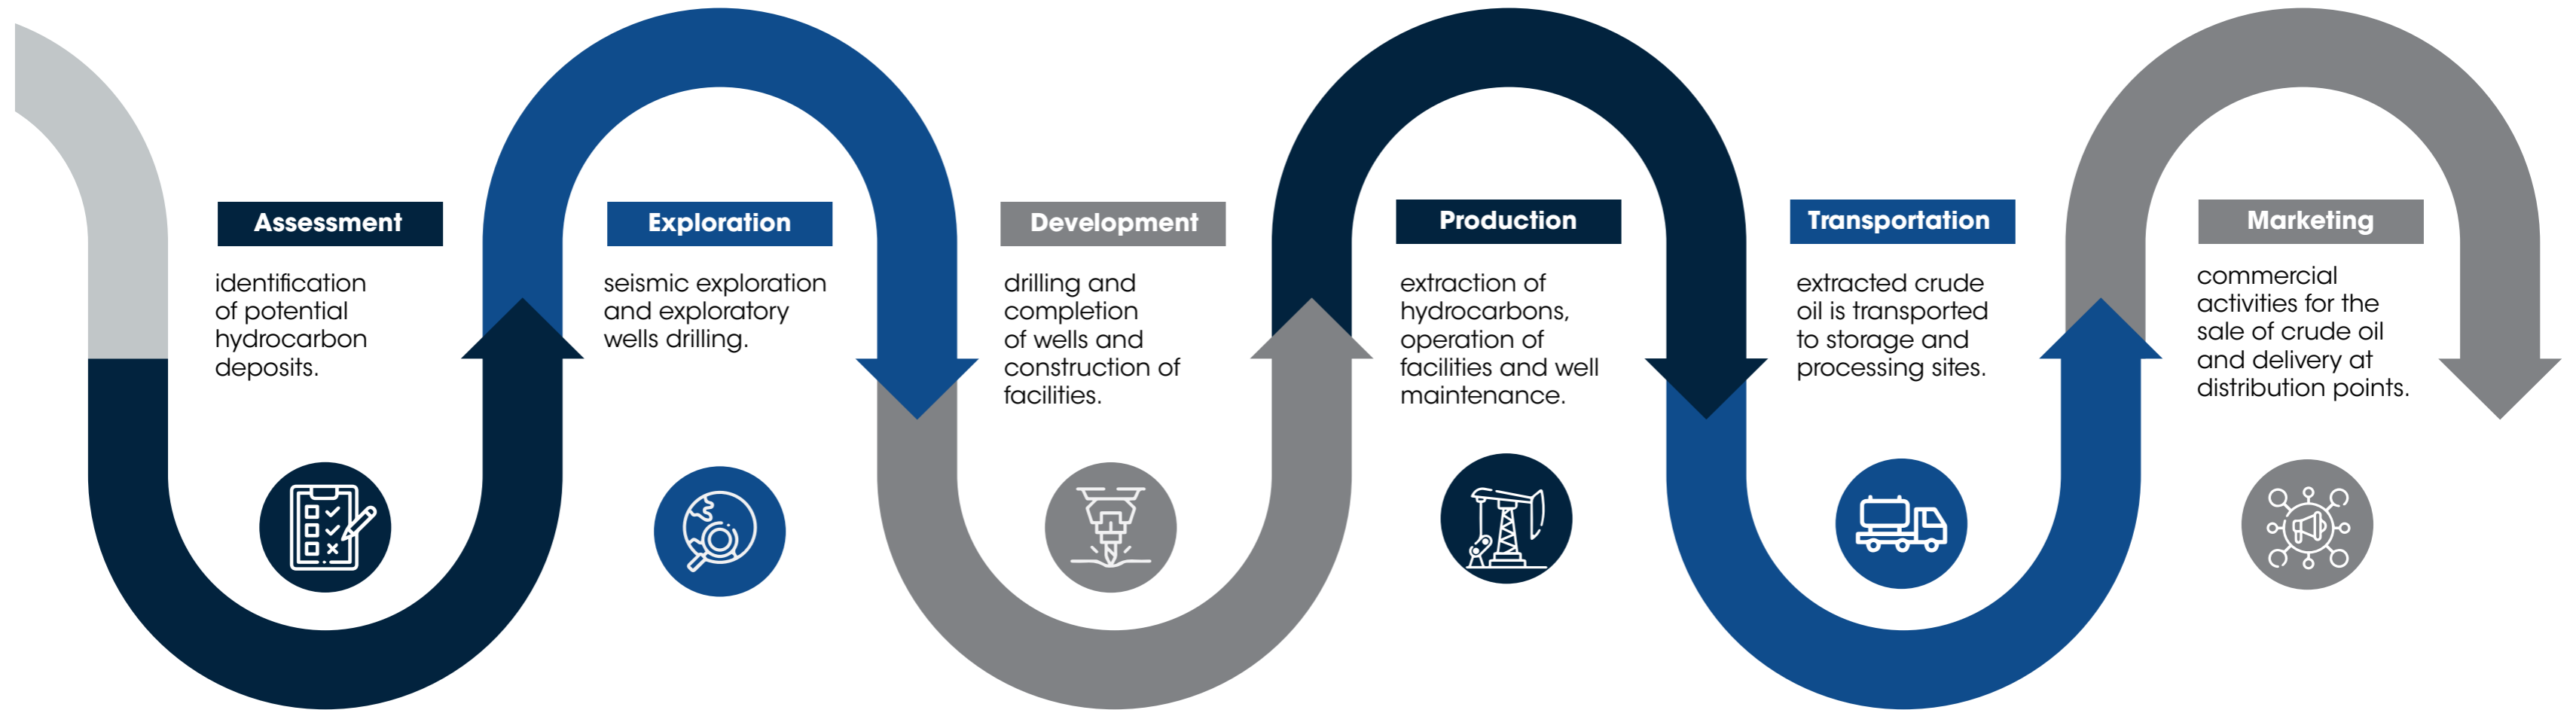 Assessment
identification
of potential
hydrocarbon
deposits.
Exploration
seismic exploration
and exploratory
wells drilling.
Development
drilling and
completion
of wells and
construction of
facilities.
Production
extraction of
hydrocarbons,
operation of
facilities and well
maintenance.
Transportation
extracted crude
oil is transported
to storage and
processing sites.
Marketing
commercial
activities for the
sale of crude oil
and delivery at
distribution points.